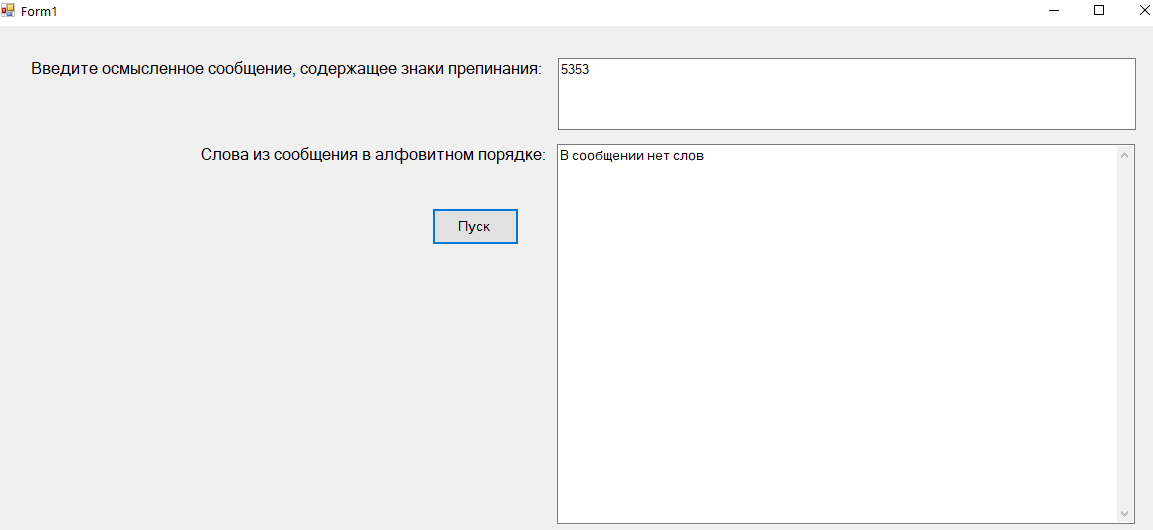 Form1
Введите осмысленное сообщение, содержащее знаки препинания:
5353
Слова из сообщения в алфовитном порядке:
В сообщении нет слов
Пуск